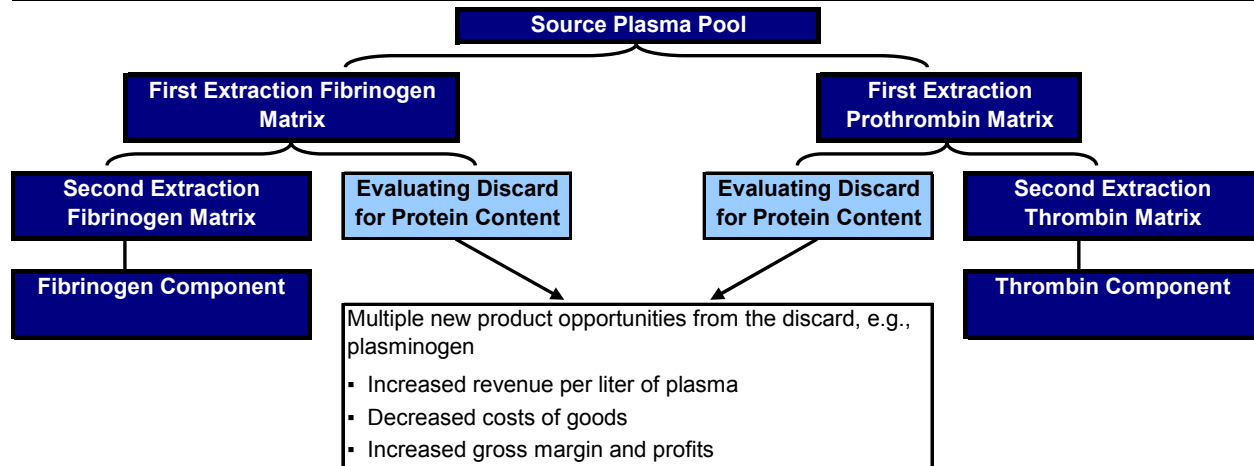 Source Plasma Pool
First Extraction Fibrinogen
Matrix
First Extraction
Prothrombin Matrix
Second Extraction
Fibrinogen Matrix
Evaluating Discard
for Protein Content
Evaluating Discard
for Protein Content
Second Extraction
Thrombin Matrix
Fibrinogen Component
Thrombin Component
Multiple new product opportunities from the discard, e.g.,
plasminogen
▪ Increased revenue per liter of plasma
▪ Decreased costs of goods
▪ Increased gross margin and profits